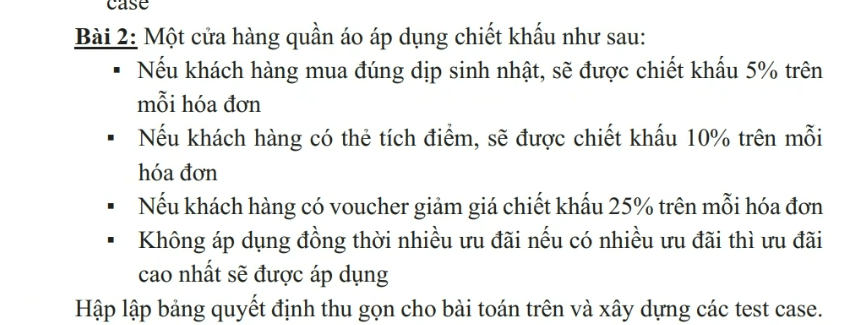 case
Bài 2: Một cửa hàng quần áo áp dụng chiết khấu như sau:
▪ Nếu khách hàng mua đúng dịp sinh nhật, sẽ được chiết khấu 5% trên
mỗi hóa đơn
▪ Nếu khách hàng có thẻ tích điểm, sẽ được chiết khấu 10% trên mỗi
hóa đơn
▪ Nếu khách hàng có voucher giảm giá chiết khấu 25% trên mỗi hóa đơn
▪ Không áp dụng đồng thời nhiều ưu đãi nếu có nhiều ưu đãi thì ưu đãi
cao nhất sẽ được áp dụng
Hập lập bảng quyết định thu gọn cho bài toán trên và xây dựng các test case.